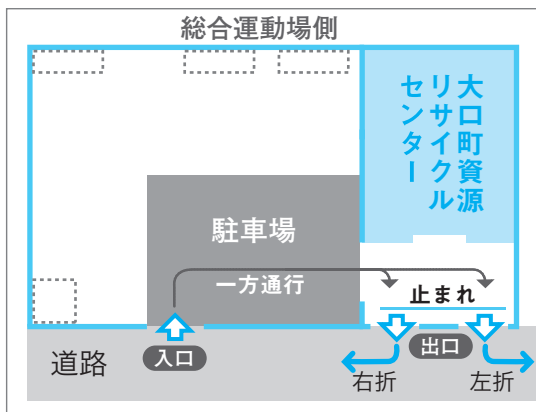 総合運動場側
大口町資源
リサイクル
センター
駐車場
一方通行
止まれ
道路
入口
出口
右折
左折